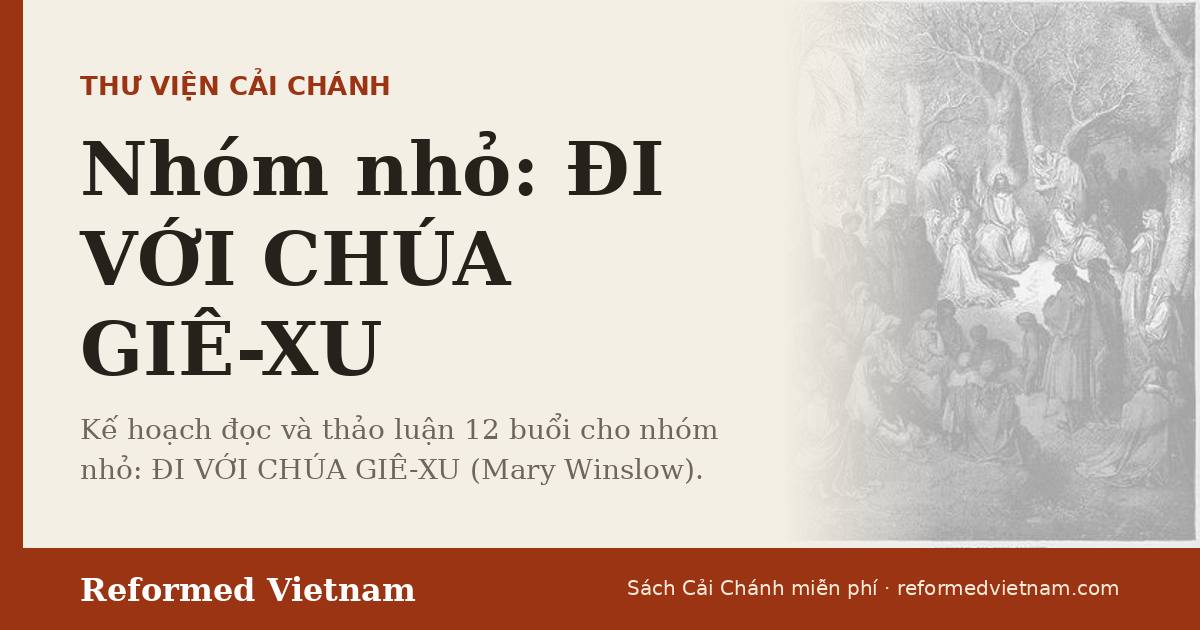 THƯ VIỆN CẢI CHÁNH
Nhóm nhỏ: ĐI
VỚI CHÚA
GIÊ-XU
Kế hoạch đọc và thảo luận 12 buổi cho nhóm
nhỏ: ĐI VỚI CHÚA GIÊ-XU (Mary Winslow).
Reformed Vietnam
Sách Cải Chánh miễn phí · reformedvietnam.com